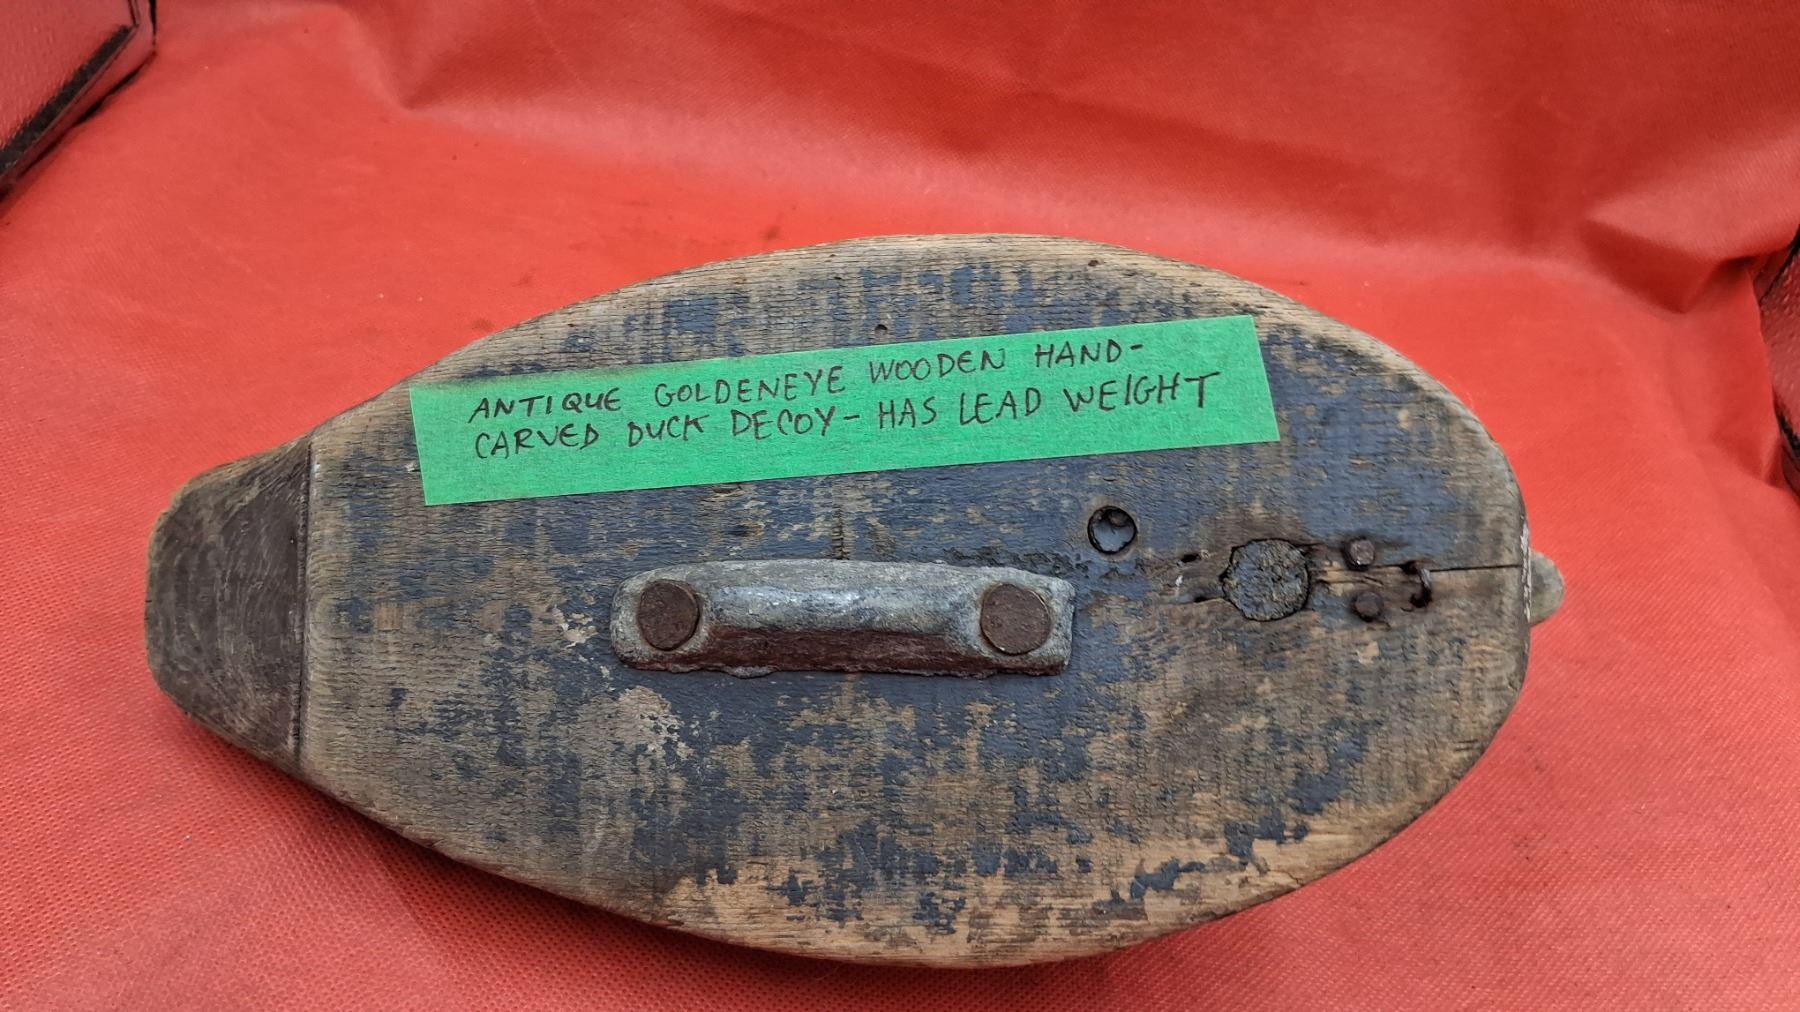 ANTIQUE GOLDENEYE WOODEN HAND-
CARVED DUCK DECOY - HAS LEAD WEIGHT